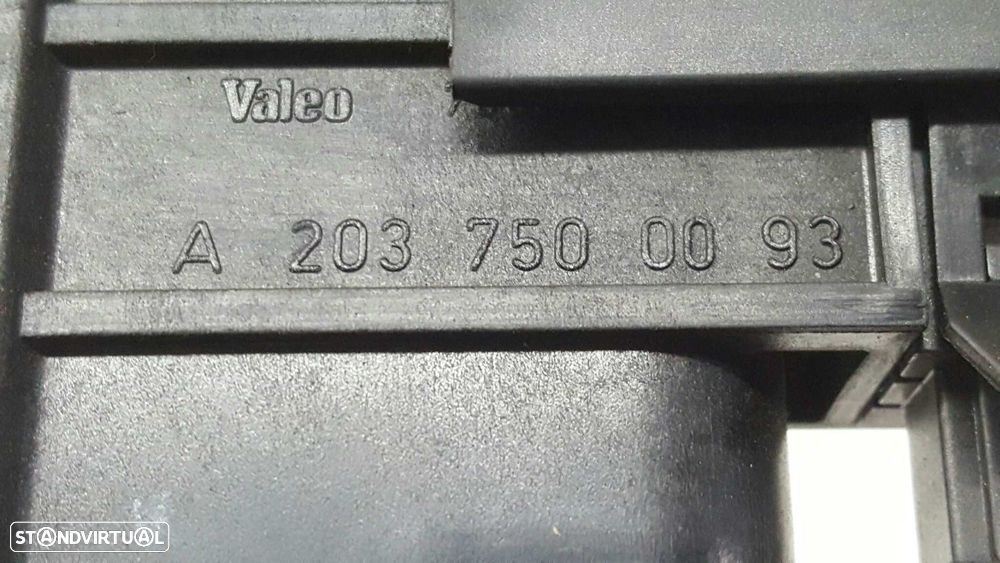 Valeo
A 203 750 00 93
STANDVIRTUAL